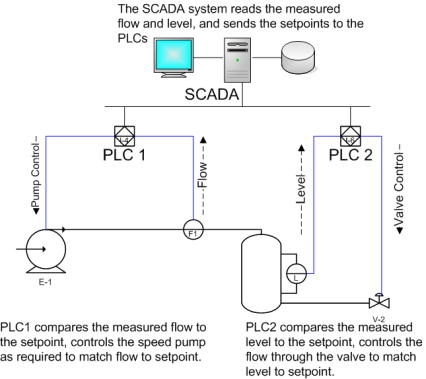 The SCADA system reads the measured
flow and level, and sends the setpoints to the
PLCs
SCADA
L4
PLC 1
L6
PLC 2
Pump Control
Flow
Level
Valve Control
F1
L
E-1
V-2
PLC1 compares the measured flow to
the setpoint, controls the speed pump
as required to match flow to setpoint.
PLC2 compares the measured
level to the setpoint, controls the
flow through the valve to match
level to setpoint.